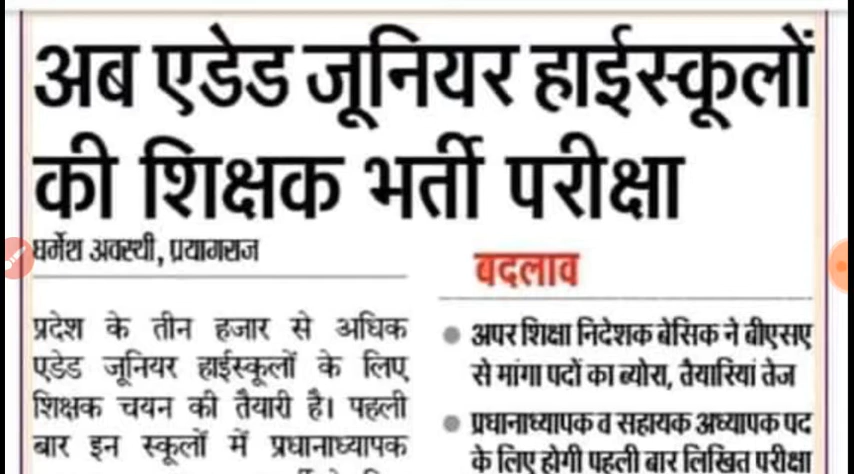 अब एडेड जूनियर हाईस्कूलों
की शिक्षक भर्ती परीक्षा
धर्मेश अवस्थी, प्रयागराज
प्रदेश के तीन हजार से अधिक
एडेड जूनियर हाईस्कूलों के लिए
शिक्षक चयन की तैयारी है। पहली
बार इन स्कूलों में प्रधानाध्यापक
बदलाव
अपर शिक्षा निदेशक बेसिक ने बीएसए
से मांगा पदों का ब्योरा, तैयारियां तेज
प्रधानाध्यापक व सहायक अध्यापक पद
के लिए होगी पहली बार लिखित परीक्षा